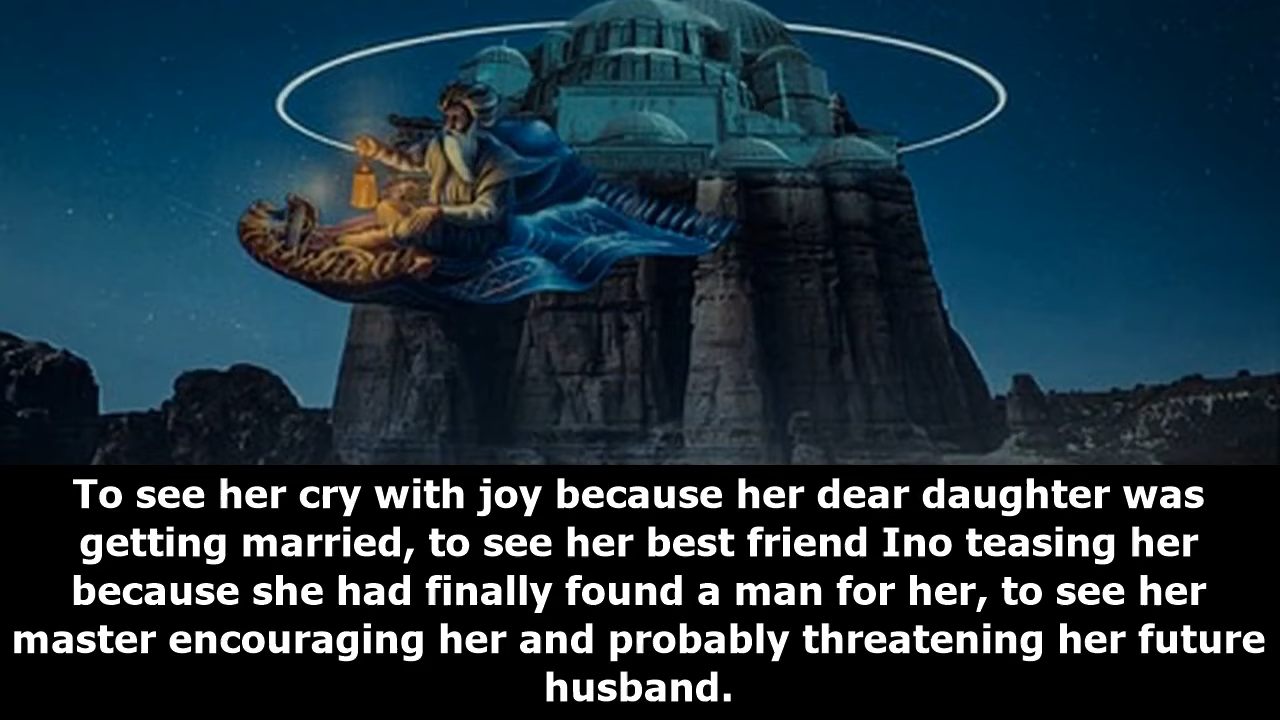 To see her cry with joy because her dear daughter was
getting married, to see her best friend Ino teasing her
because she had finally found a man for her, to see her
master encouraging her and probably threatening her future
husband.